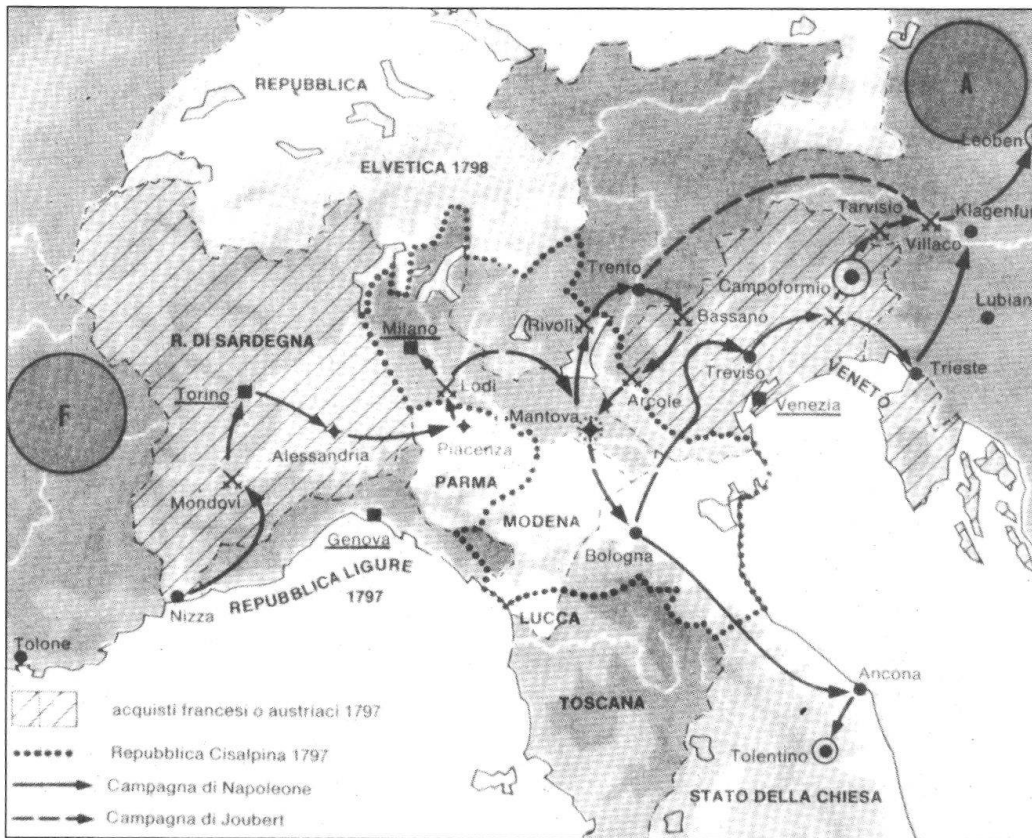 REPUBBLICA
ELVETICA 1798
A
Leoben
Tarvisio
Klagenfu
Villaco
Campoformio
Trento
Lubian
Rivoli
Bassano
Milano
R. DI SARDEGNA
Treviso
Trieste
VENETO
Lodi
Torino
Arcole
Venezia
Mantova
F
Alessandria
Piacenza
PARMA
Mondovì
MODENA
Genova
Bologna
REPUBBLICA LIGURE
1797
Nizza
LUCCA
Tolone
Ancona
TOSCANA
acquisti francesi o austriaci 1797
Repubblica Cisalpina 1797
Tolentino
Campagna di Napoleone
STATO DELLA CHIESA
Campagna di Joubert